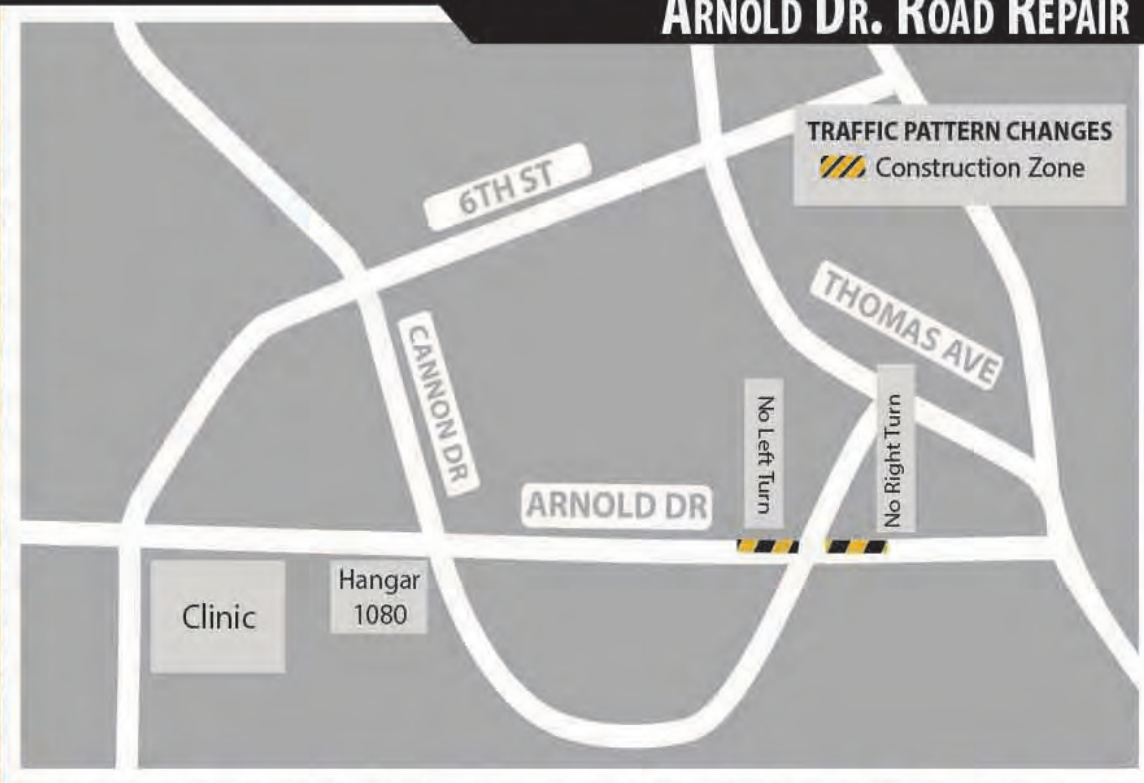 ARNOLD DR. ROAD REPAIR
TRAFFIC PATTERN CHANGES
Construction Zone
6TH ST
THOMAS AVE
CANNON DR
No Left Turn
No Right Turn
ARNOLD DR
Hangar
1080
Clinic